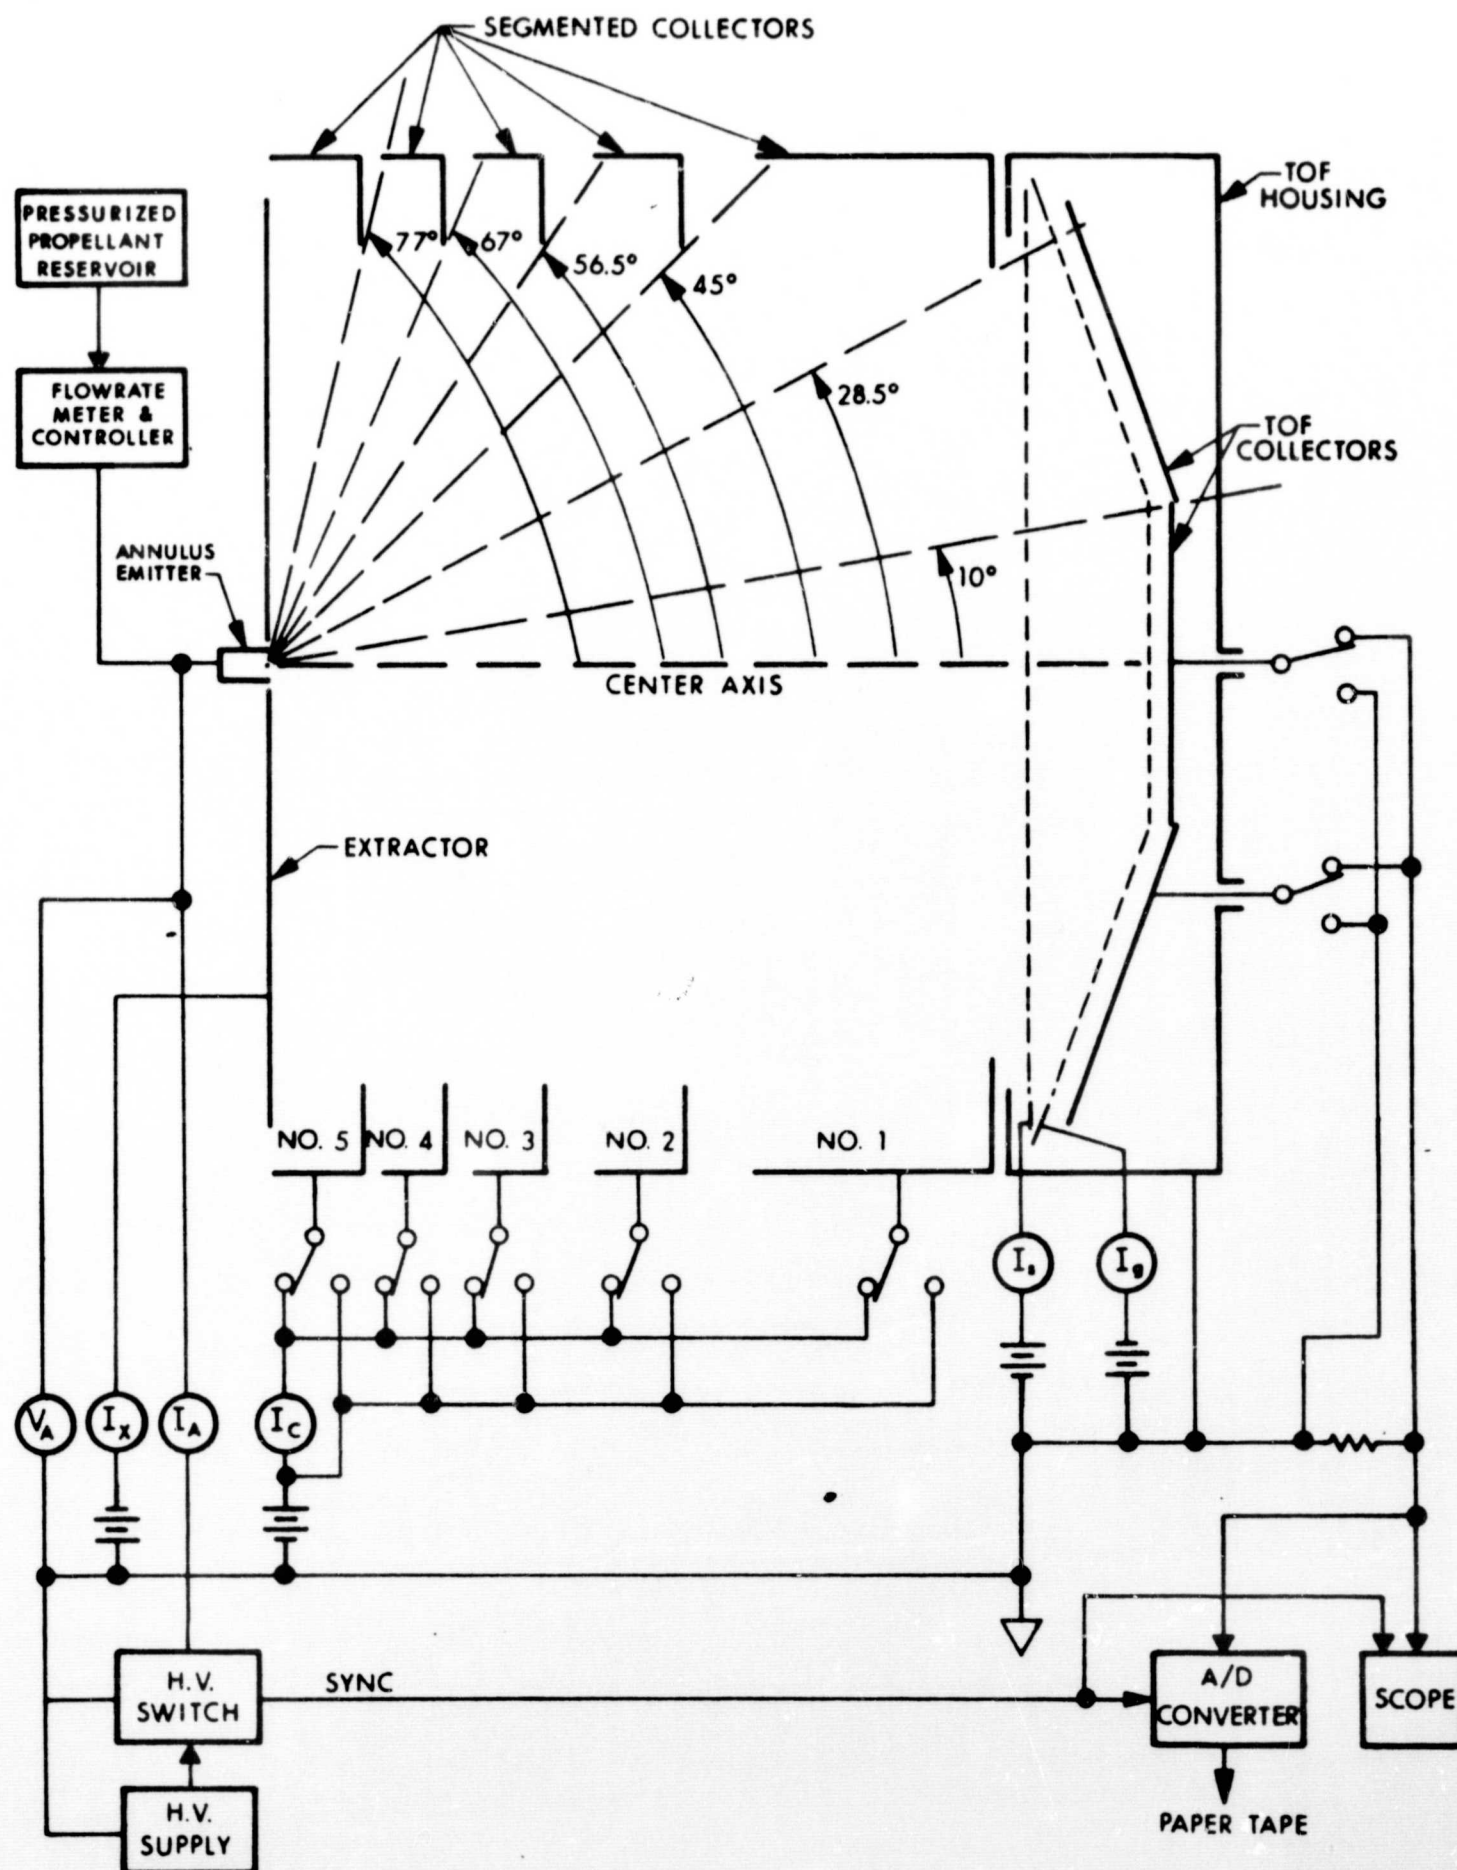 SEGMENTED COLLECTORS
TOF
HOUSING
PRESSURIZED
PROPELLANT
RESERVOIR
77°
67°
56.5°
45°
28.5°
FLOWRATE
METER &
CONTROLLER
TOF
COLLECTORS
ANNULUS
EMITTER
10°
CENTER AXIS
EXTRACTOR
NO. 5
NO. 4
NO. 3
NO. 2
NO. 1
Is
Ig
VA
IX
IA
IC
H.V.
SWITCH
SYNC
A/D
CONVERTER
SCOPE
H.V.
SUPPLY
PAPER TAPE